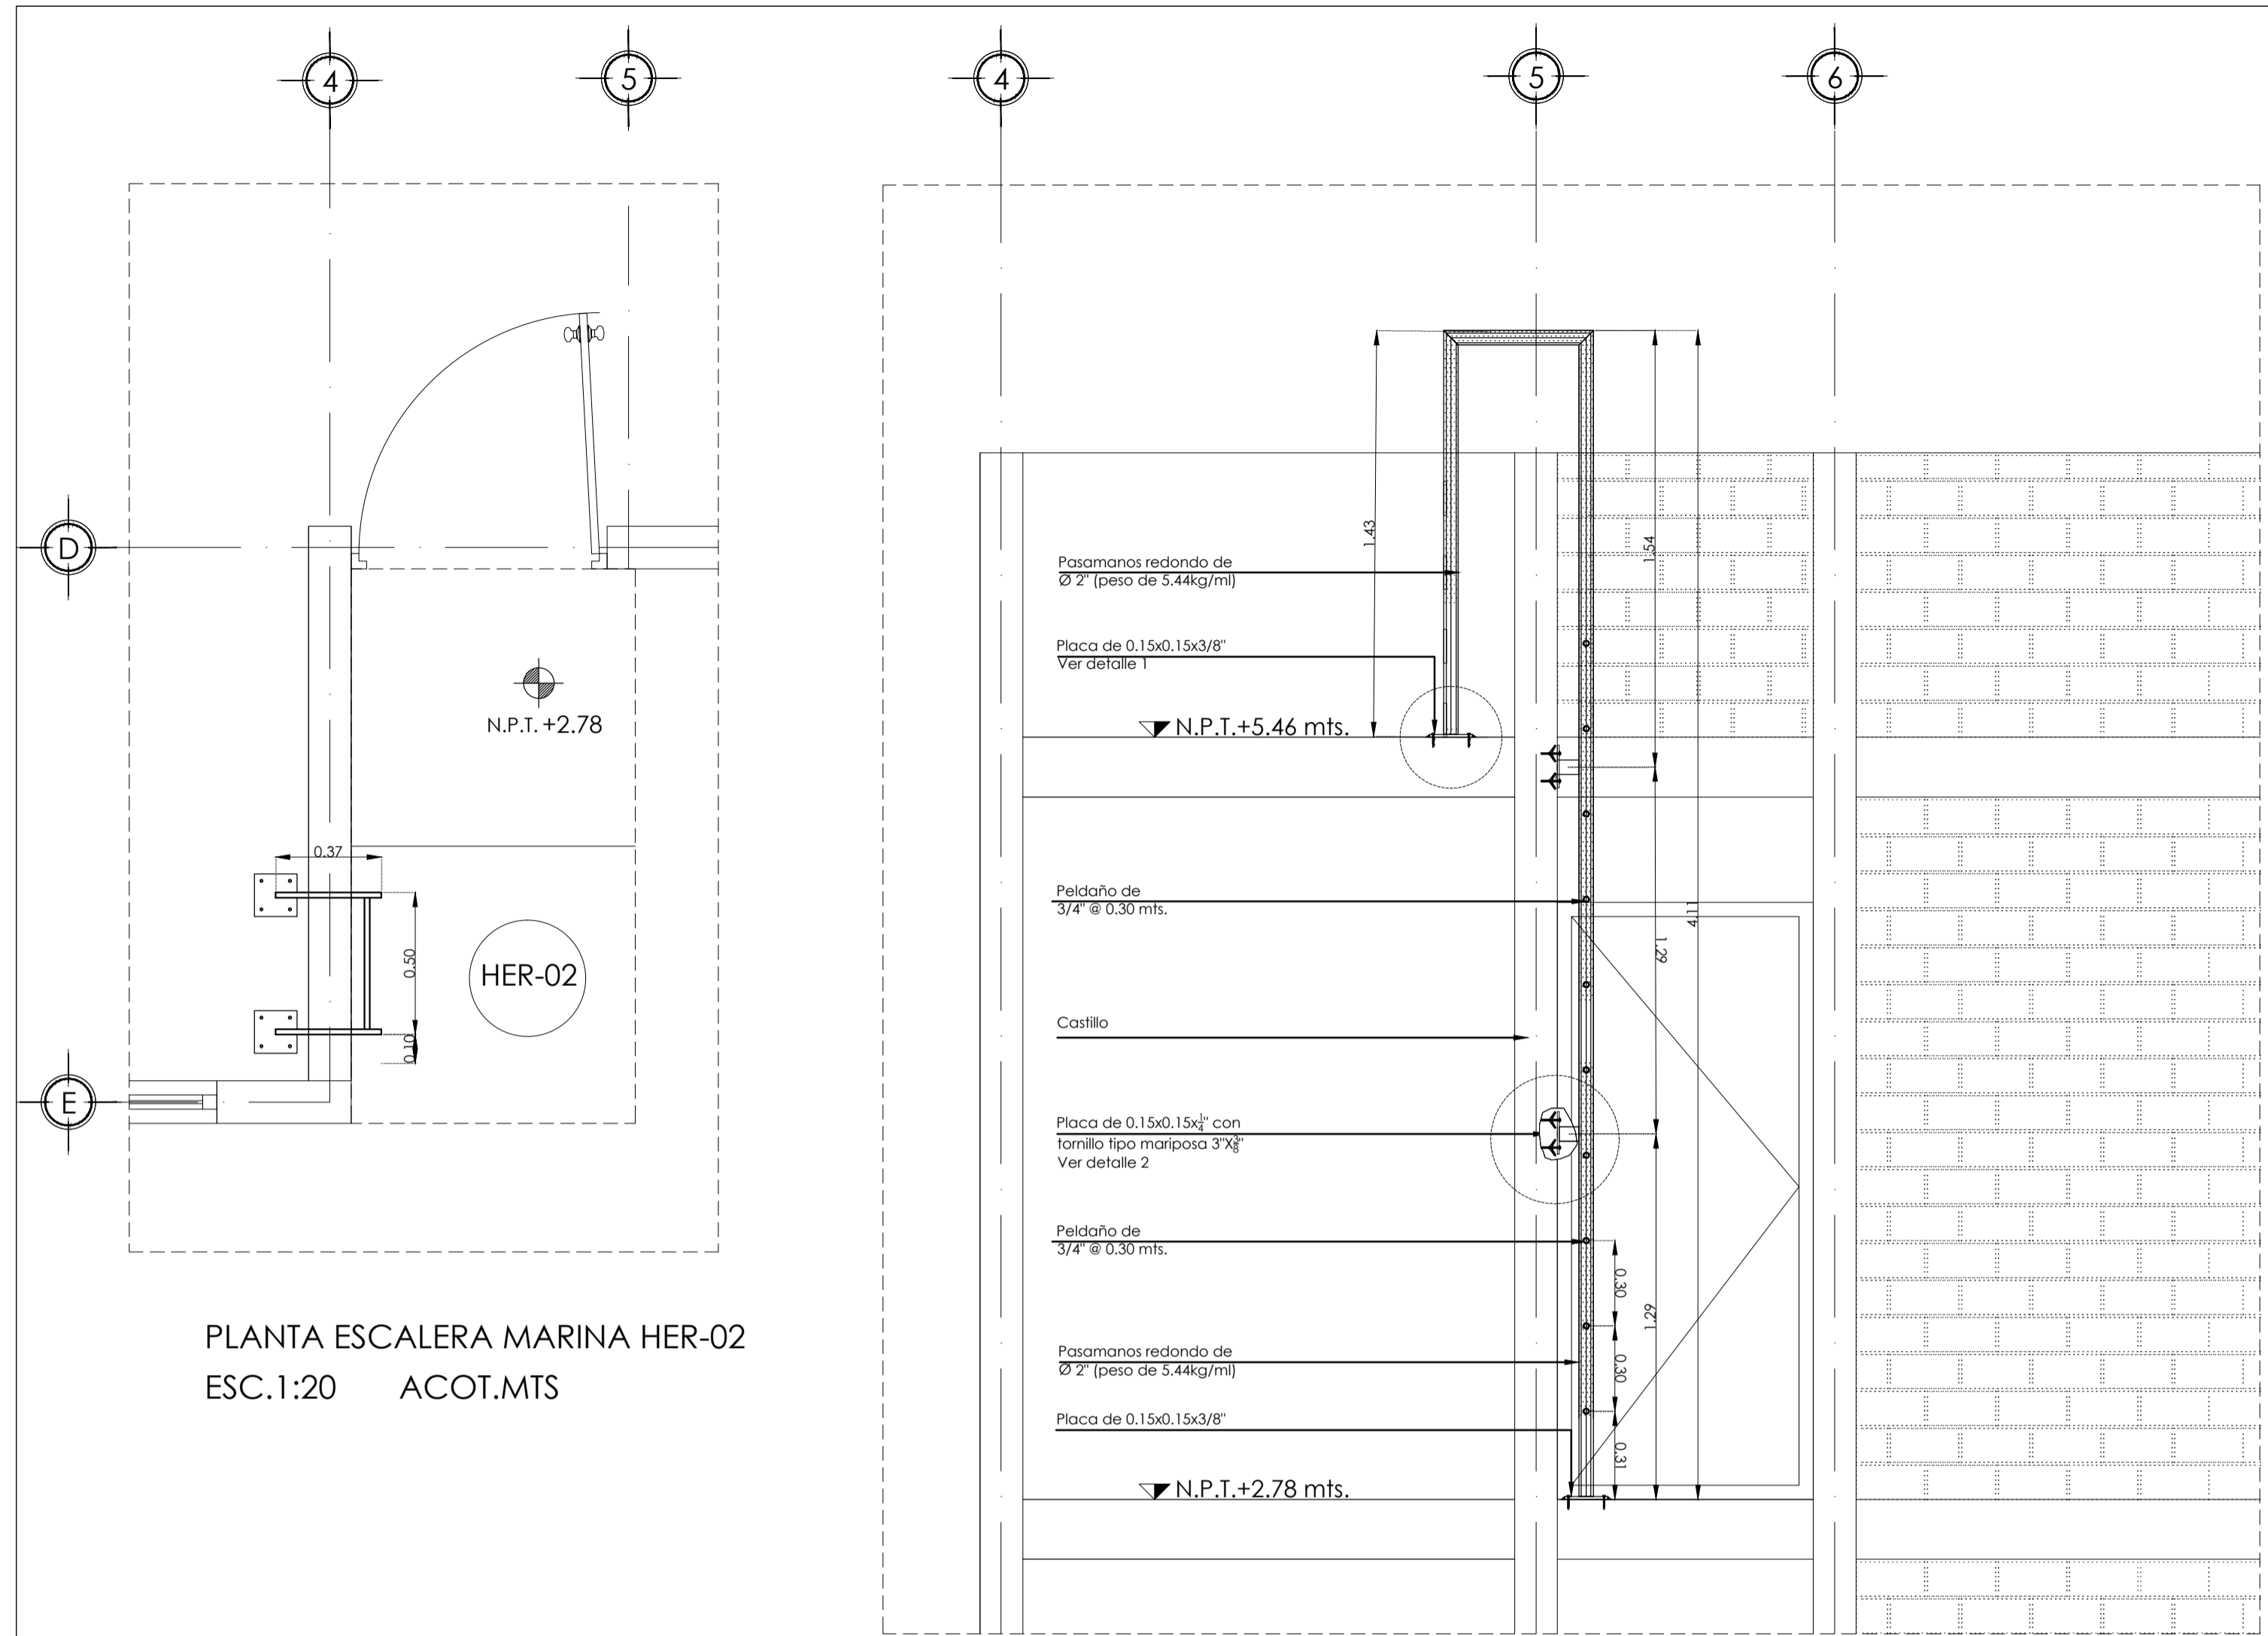 4
5
4
5
6
D
E
N.P.T. +2.78
0.37
0.50
0.10
HER-02
PLANTA ESCALERA MARINA HER-02
ESC.1:20 ACOT.MTS
1.43
1.54
Pasamanos redondo de
Ø 2" (peso de 5.44kg/ml)
Placa de 0.15x0.15x3/8"
Ver detalle 1
N.P.T.+5.46 mts.
Peldaño de
3/4" @ 0.30 mts.
4.11
1.29
Castillo
Placa de 0.15x0.15x1/4" con
tornillo tipo mariposa 3"X3/8"
Ver detalle 2
Peldaño de
3/4" @ 0.30 mts.
0.30
1.29
Pasamanos redondo de
Ø 2" (peso de 5.44kg/ml)
0.30
Placa de 0.15x0.15x3/8"
0.31
N.P.T.+2.78 mts.